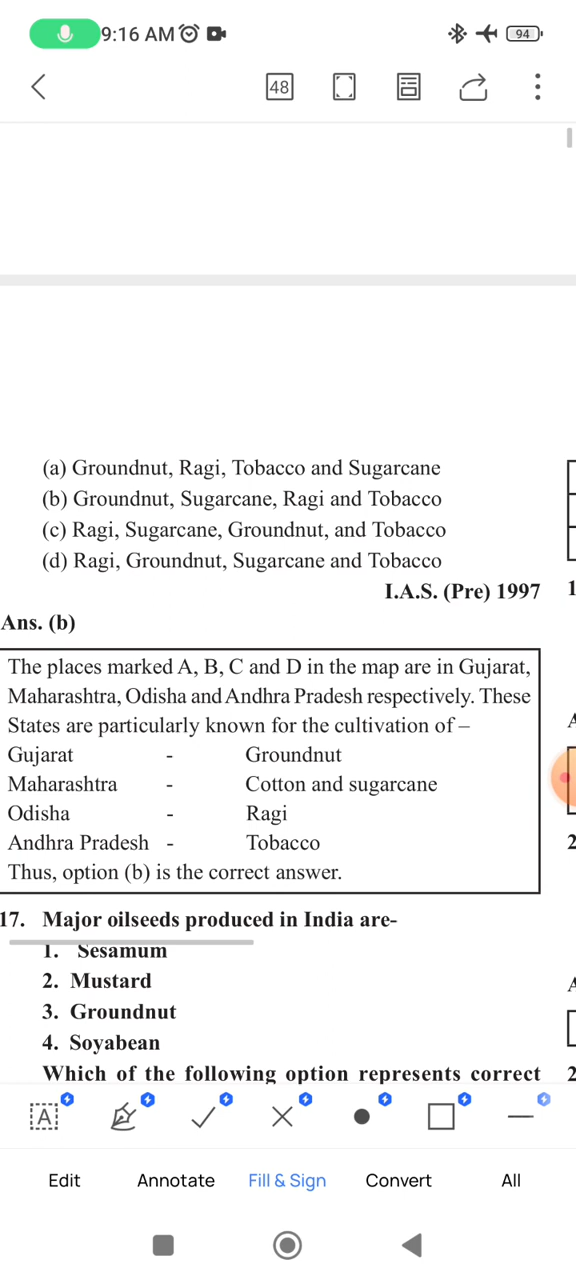 9:16 AM
94
48
(a) Groundnut, Ragi, Tobacco and Sugarcane
(b) Groundnut, Sugarcane, Ragi and Tobacco
(c) Ragi, Sugarcane, Groundnut, and Tobacco
(d) Ragi, Groundnut, Sugarcane and Tobacco
I.A.S. (Pre) 1997
1
Ans. (b)
The places marked A, B, C and D in the map are in Gujarat,
Maharashtra, Odisha and Andhra Pradesh respectively. These
States are particularly known for the cultivation of –
Gujarat - Groundnut
Maharashtra - Cotton and sugarcane
Odisha - Ragi
Andhra Pradesh - Tobacco
2
Thus, option (b) is the correct answer.
17. Major oilseeds produced in India are-
1. Sesamum
2. Mustard
3. Groundnut
4. Soyabean
Which of the following option represents correct
2
A
Edit Annotate Fill & Sign Convert All